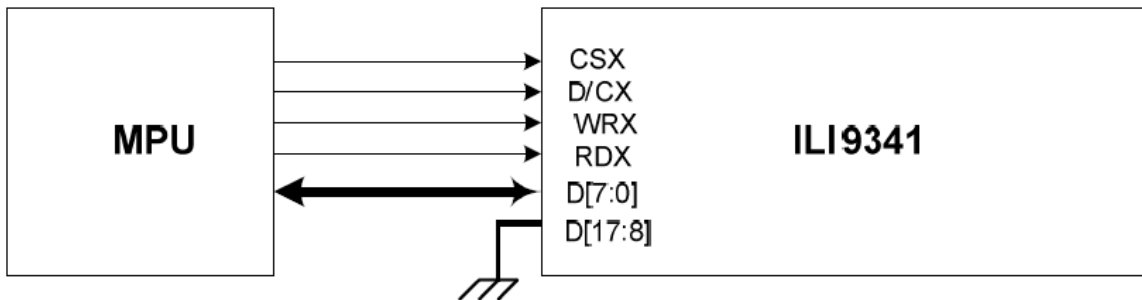 MPU
CSX
D/CX
WRX
RDX
D[7:0]
D[17:8]
ILI9341